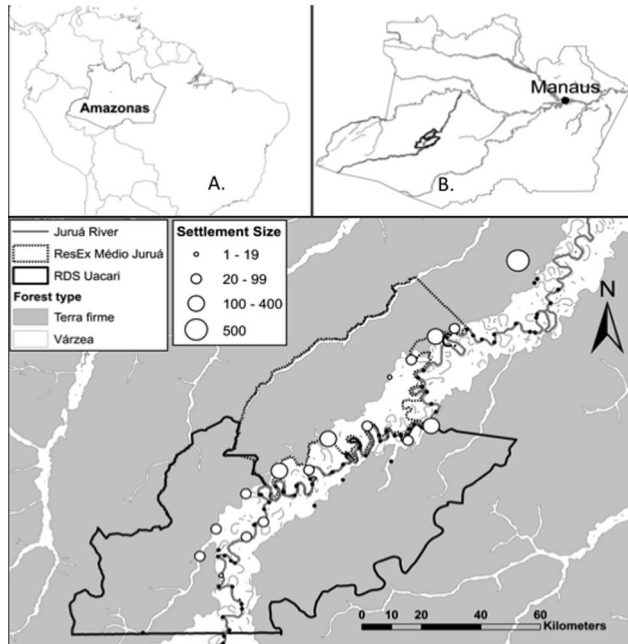 Amazonas
A.
Manaus
B.
Juruá River
ResEx Médio Juruá
RDS Uacari
Forest type
Terra firme
Várzea
Settlement Size
1 - 19
20 - 99
100 - 400
500
N
0 10 20 40 60
Kilometers